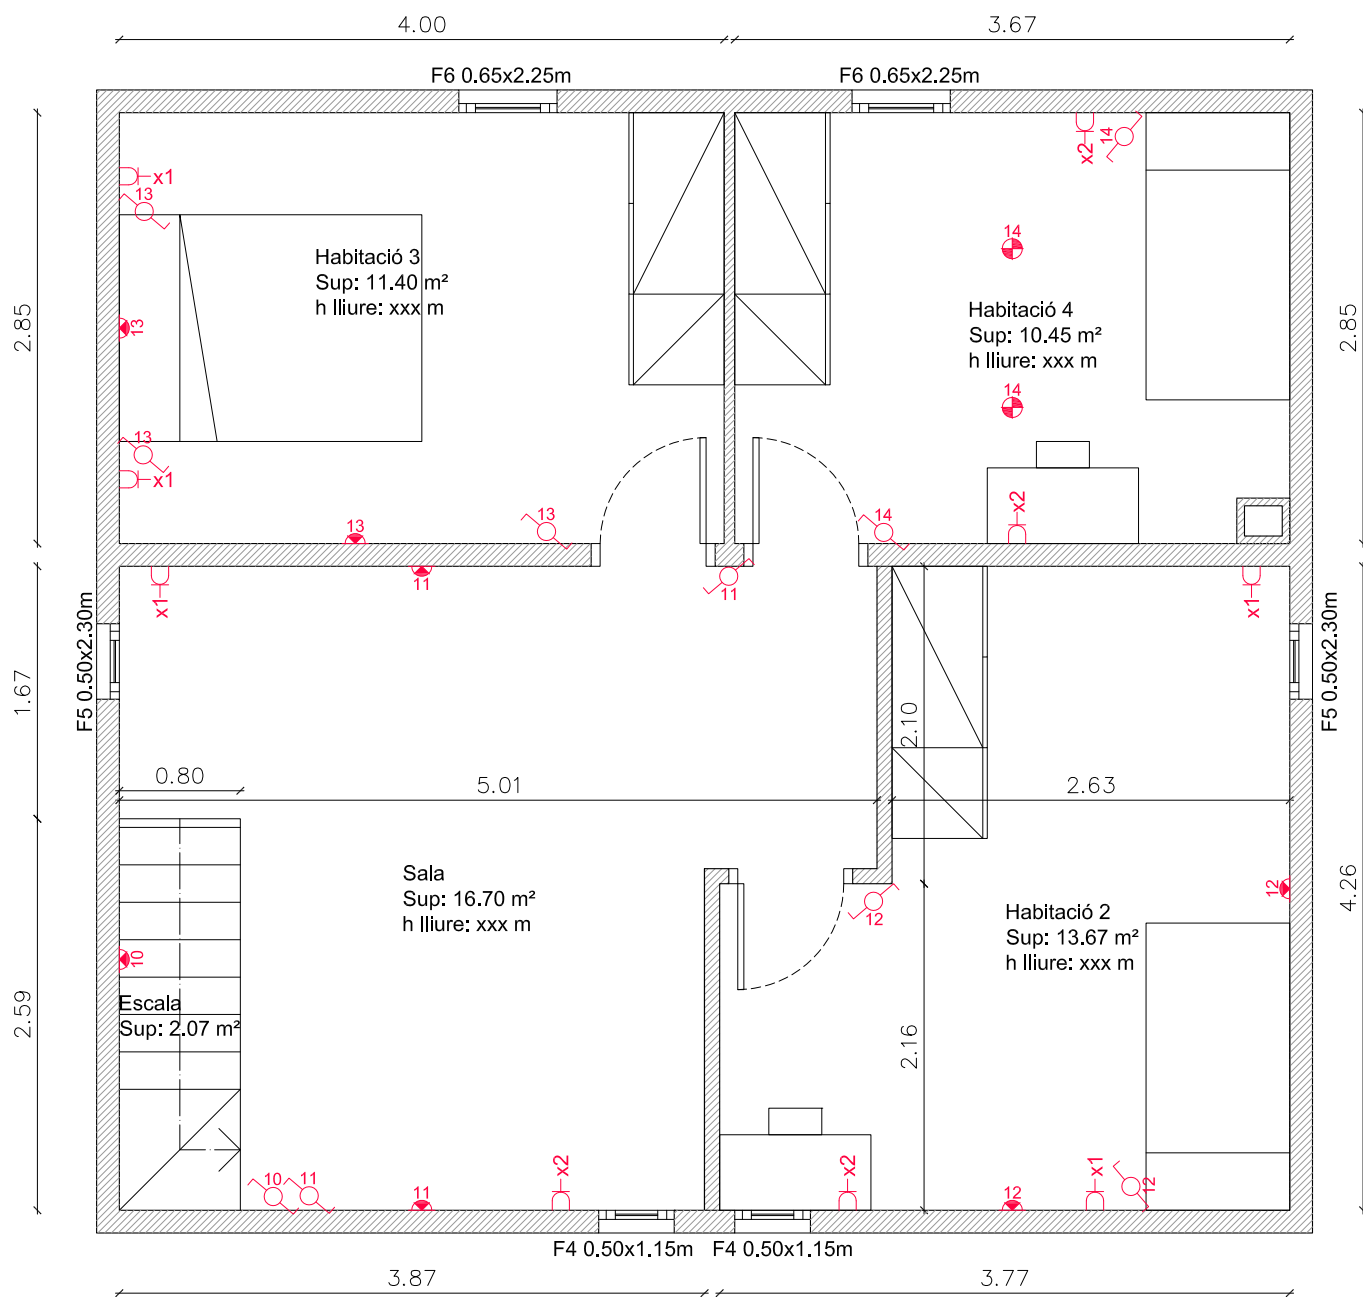 4.00
3.67
F6 0.65x2.25m
F6 0.65x2.25m
x1
13
x2
14
14
Habitació 3
Sup: 11.40 m²
h lliure: xxx m
2.85
13
Habitació 4
Sup: 10.45 m²
h lliure: xxx m
2.85
14
13
x1
13
13
14
x2
11
11
x1
x1
F5 0.50x2.30m
F5 0.50x2.30m
1.67
2.10
0.80
5.01
2.63
Sala
Sup: 16.70 m²
h lliure: xxx m
12
12
4.26
Habitació 2
Sup: 13.67 m²
h lliure: xxx m
10
Escala
Sup: 2.07 m²
2.59
2.16
10
11
11
x2
x2
12
x1
12
F4 0.50x1.15m
F4 0.50x1.15m
3.87
3.77